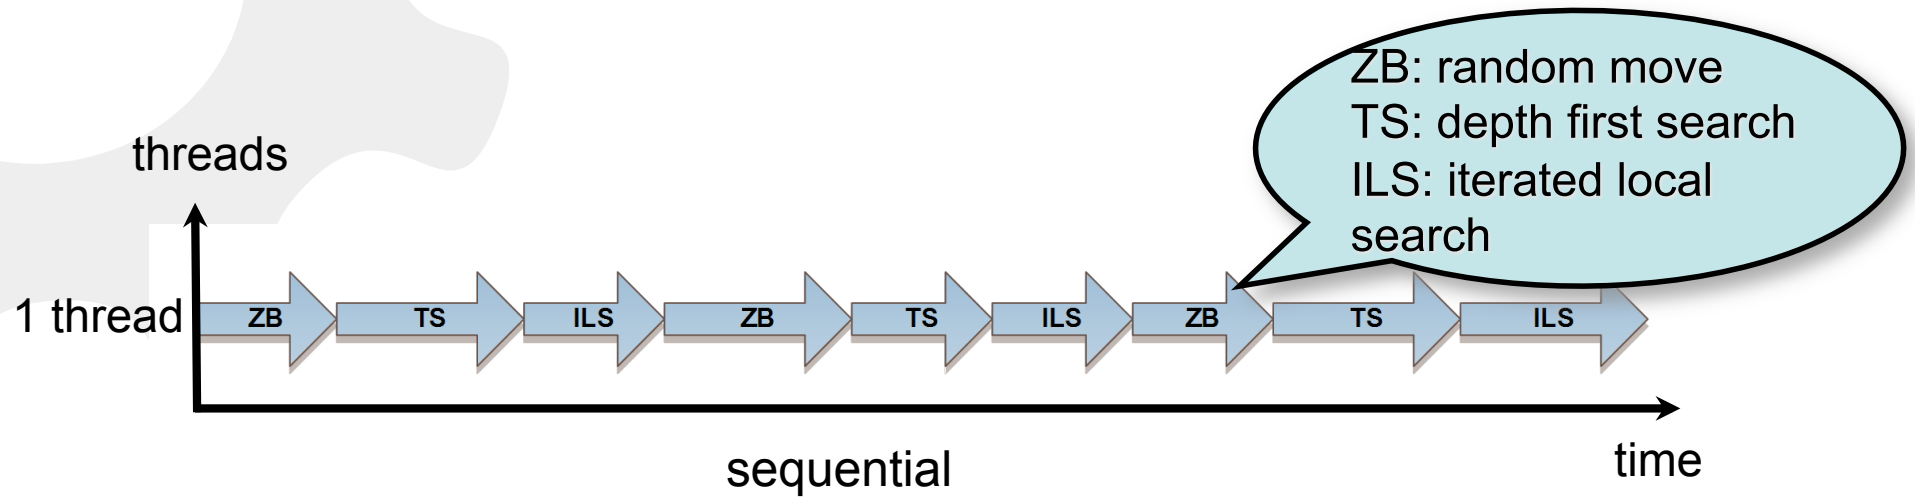 ZB: random move
TS: depth first search
ILS: iterated local
search
threads
1 thread
ZB TS ILS ZB TS ILS ZB TS ILS
sequential
time